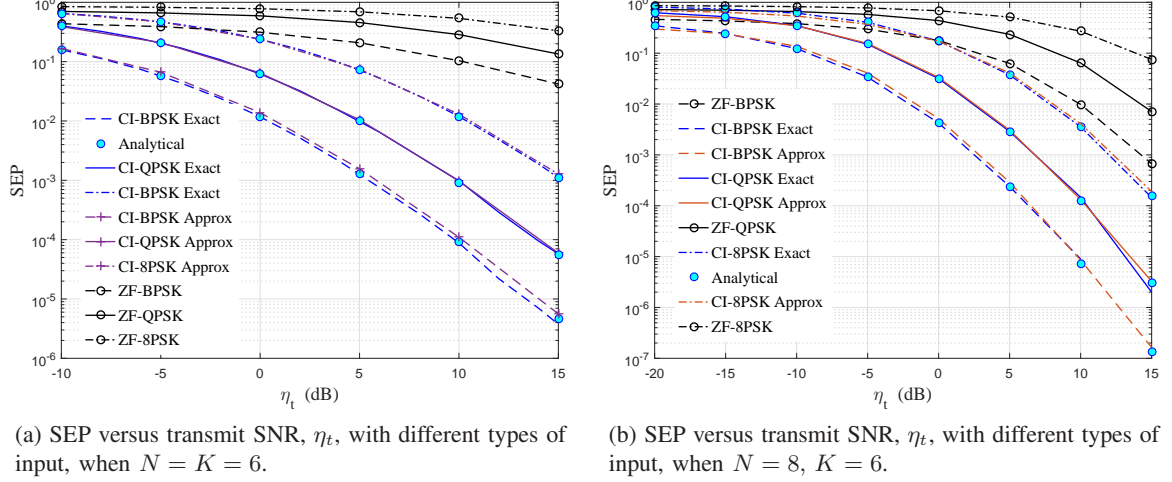 10^0
10^-1
10^-2
10^-3
10^-4
10^-5
10^-6
SEP
CI-BPSK Exact
Analytical
CI-QPSK Exact
CI-BPSK Exact
CI-BPSK Approx
CI-QPSK Approx
CI-8PSK Approx
ZF-BPSK
ZF-QPSK
ZF-8PSK
-10 -5 0 5 10 15
η_t (dB)
(a) SEP versus transmit SNR, η_t, with different types of
input, when N = K = 6.
10^0
10^-1
10^-2
10^-3
10^-4
10^-5
10^-6
10^-7
SEP
ZF-BPSK
CI-BPSK Exact
CI-BPSK Approx
CI-QPSK Exact
CI-QPSK Approx
ZF-QPSK
CI-8PSK Exact
Analytical
CI-8PSK Approx
ZF-8PSK
-20 -15 -10 -5 0 5 10 15
η_t (dB)
(b) SEP versus transmit SNR, η_t, with different types of
input, when N = 8, K = 6.